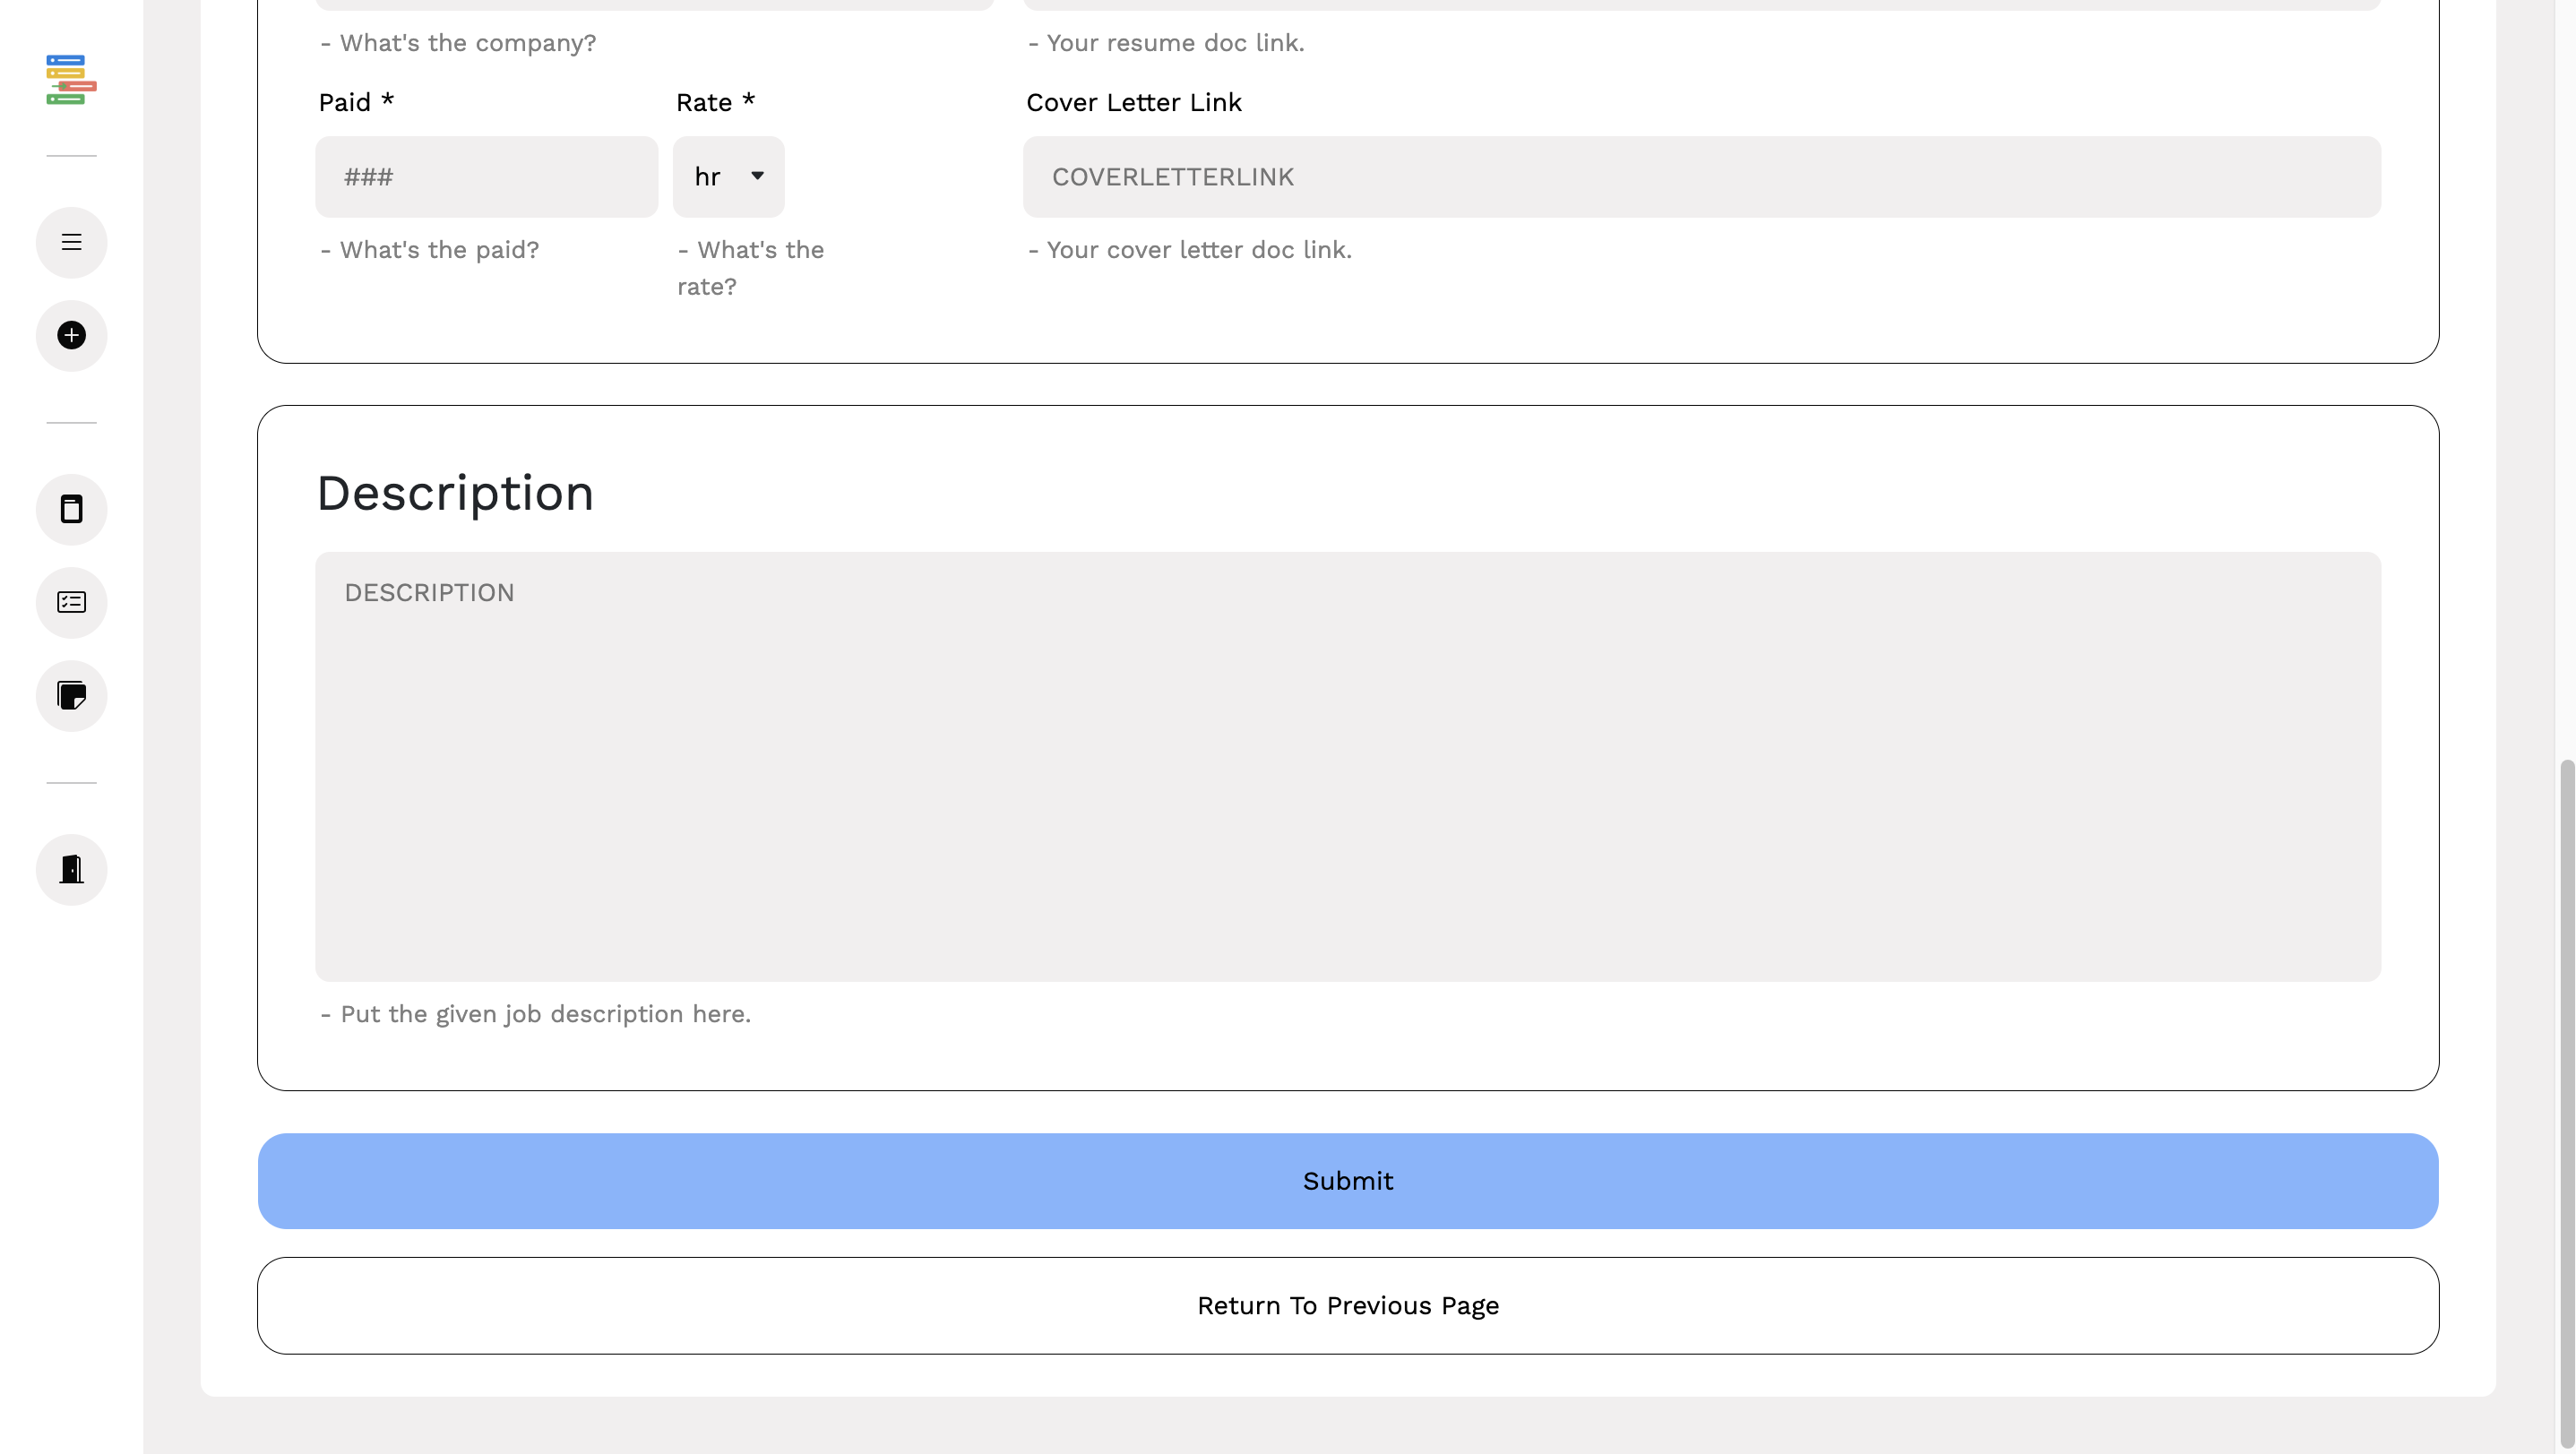 - What's the company?
- Your resume doc link.
Paid *
Rate *
Cover Letter Link
###
hr
COVERLETTERLINK
- What's the paid?
- What's the
rate?
- Your cover letter doc link.
Description
DESCRIPTION
- Put the given job description here.
Submit
Return To Previous Page